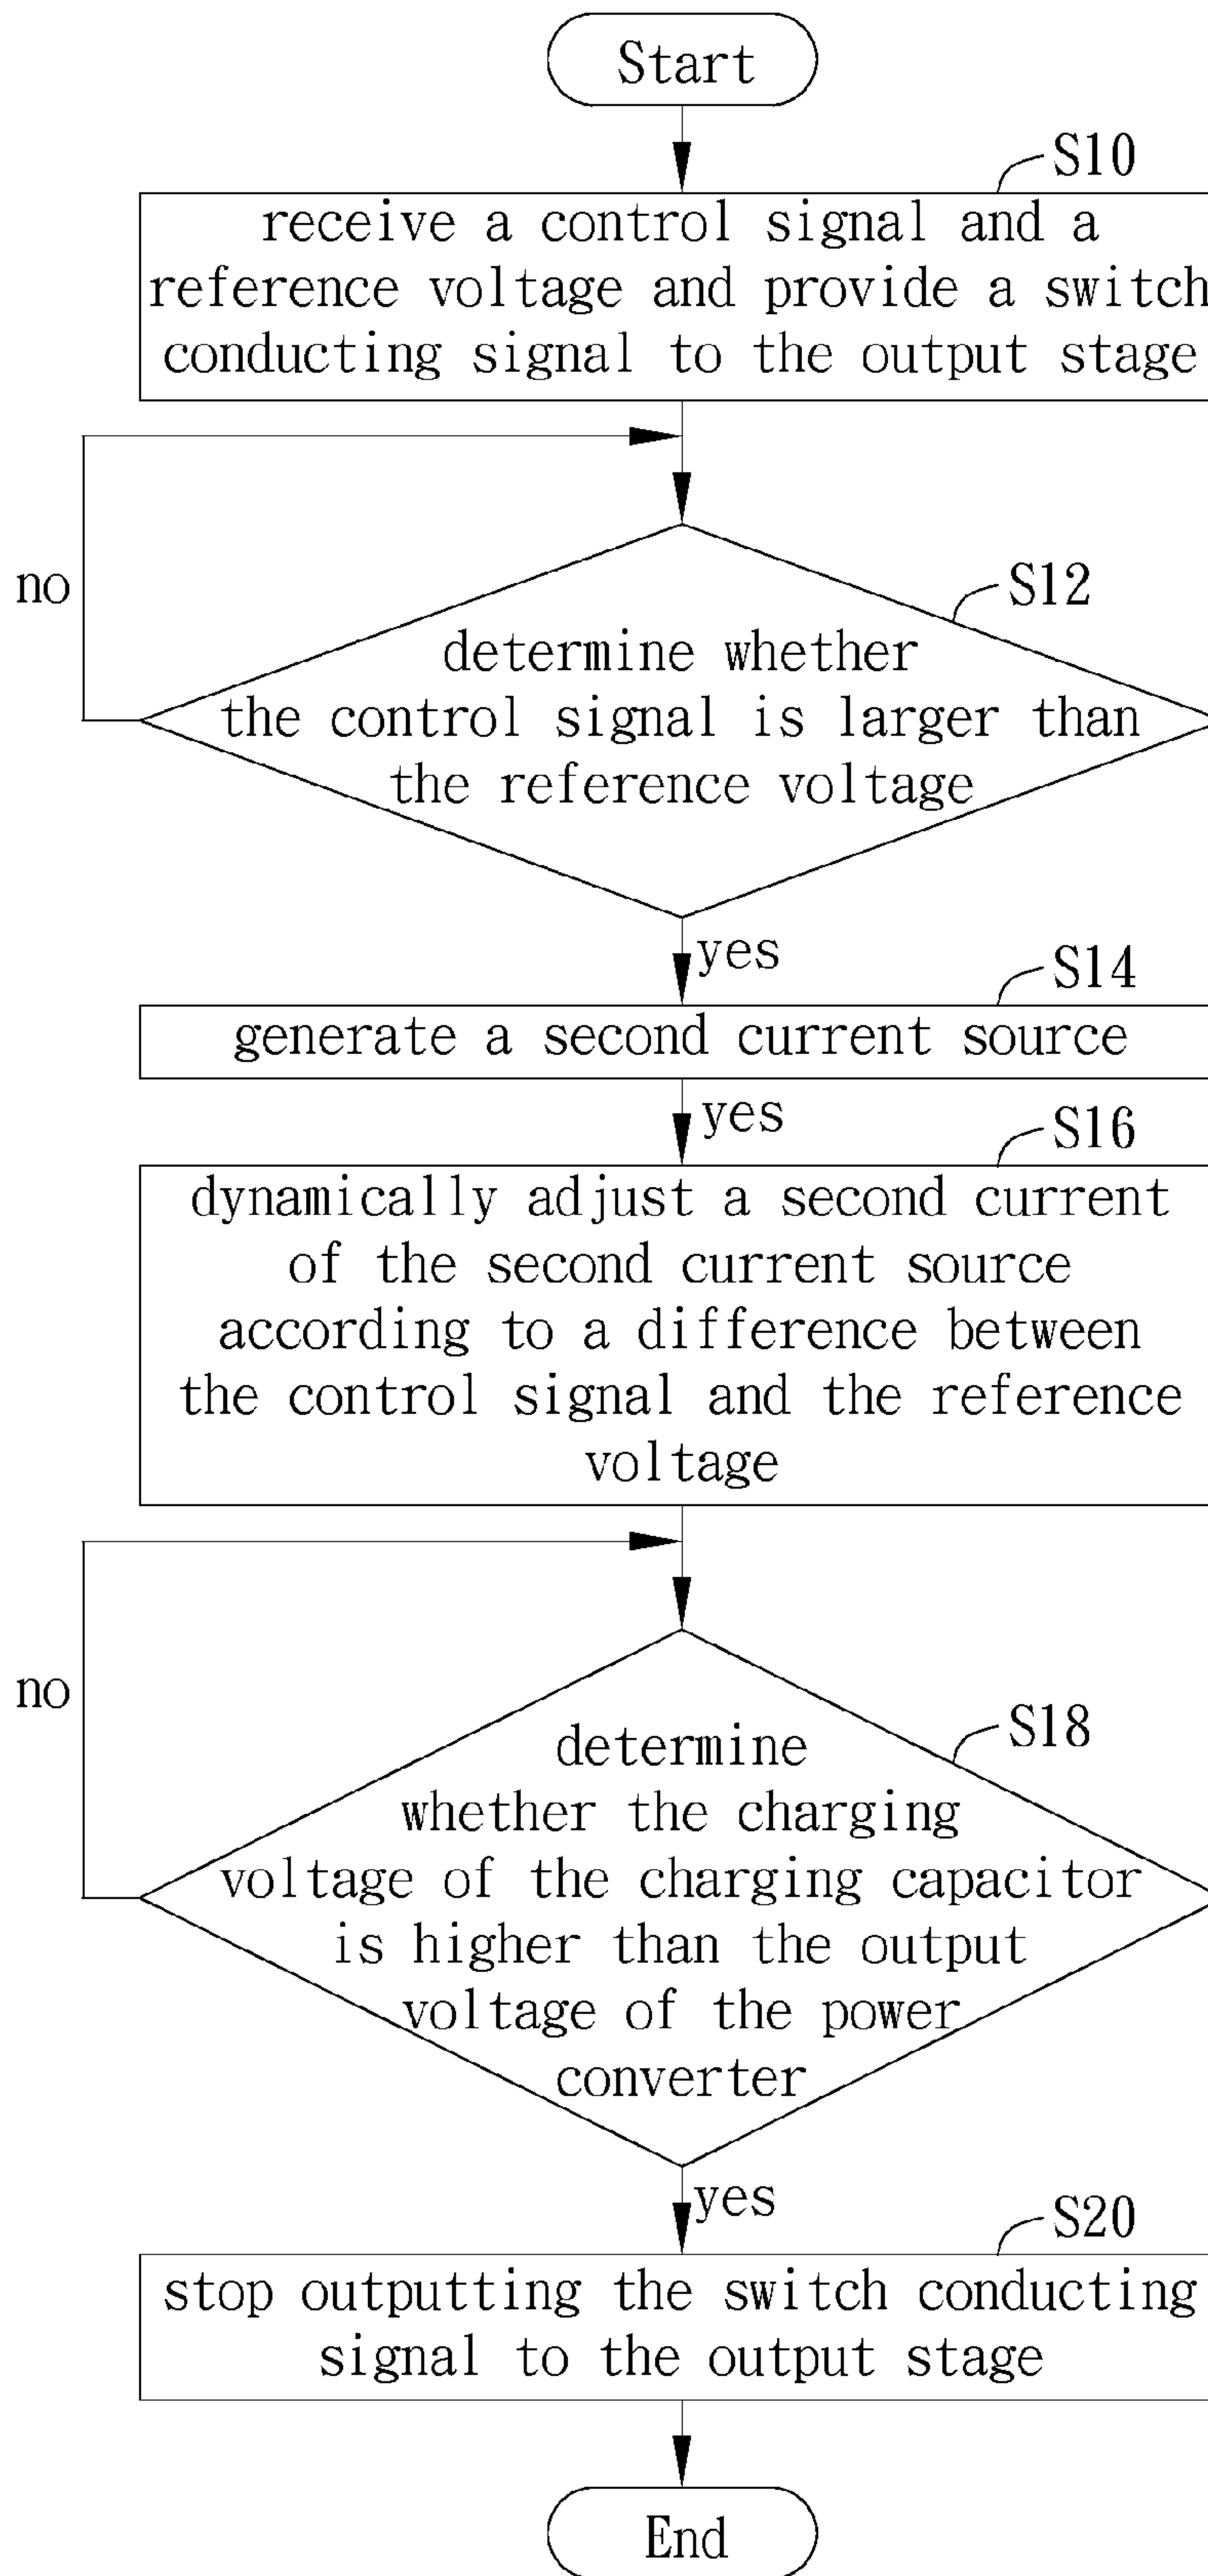 Start
S10
receive a control signal and a
reference voltage and provide a switch
conducting signal to the output stage
no
S12
determine whether
the control signal is larger than
the reference voltage
yes
S14
generate a second current source
yes
S16
dynamically adjust a second current
of the second current source
according to a difference between
the control signal and the reference
voltage
no
S18
determine
whether the charging
voltage of the charging capacitor
is higher than the output
voltage of the power
converter
yes
S20
stop outputting the switch conducting
signal to the output stage
End